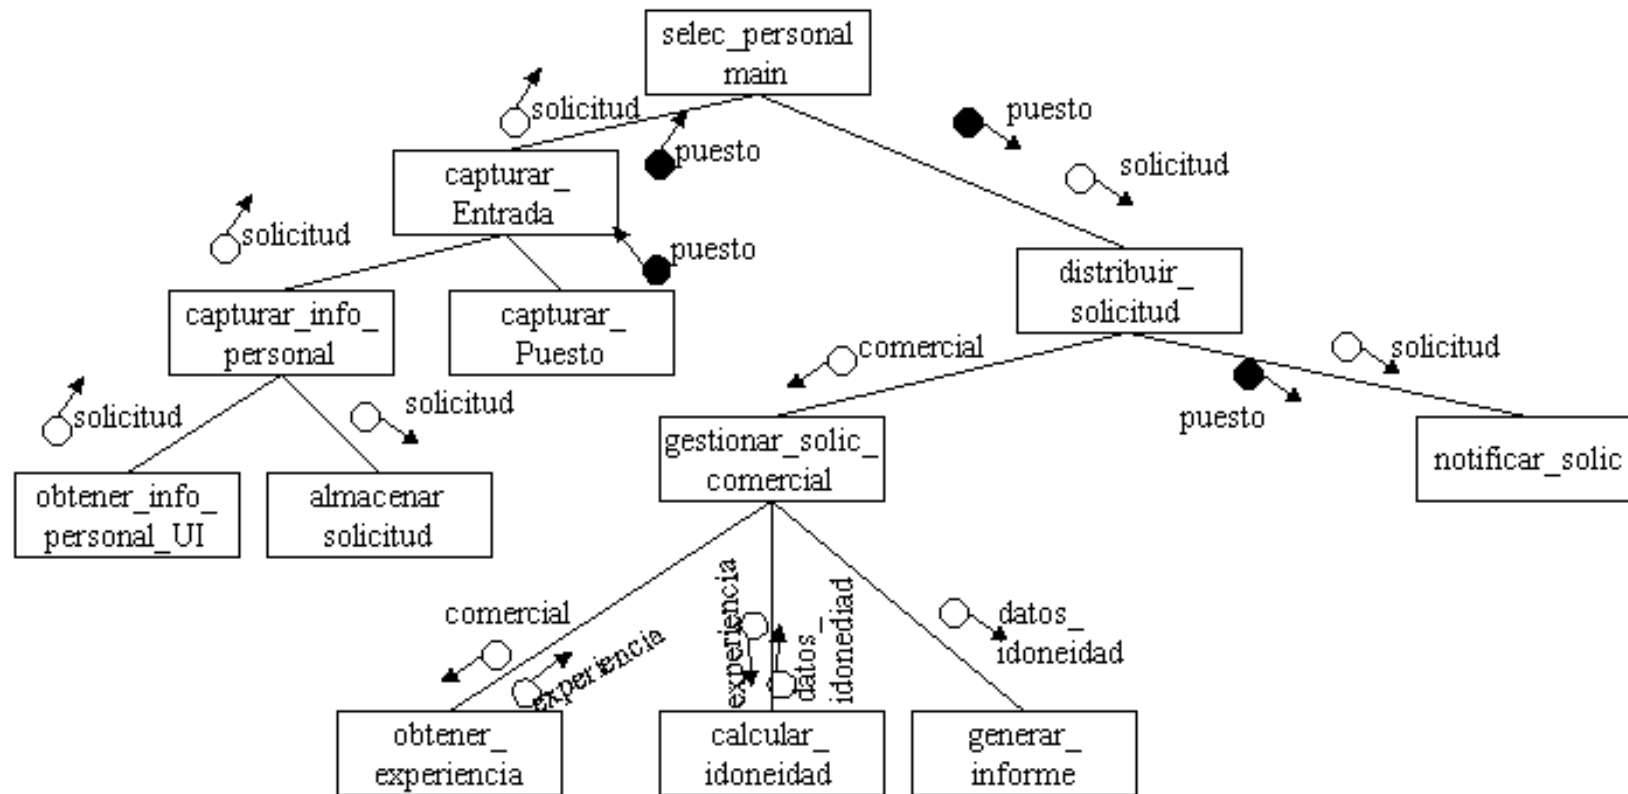 selec_personal
main
solicitud
puesto
puesto
solicitud
capturar_
Entrada
solicitud
puesto
distribuir_
solicitud
capturar_info_
personal
capturar_
Puesto
comercial
solicitud
puesto
solicitud
solicitud
gestionar_solic_
comercial
notificar_solic
obtener_info_
personal_UI
almacenar
solicitud
comercial
experiencia
experiencia
datos_
idonediad
datos_
idoneidad
obtener_
experiencia
calcular_
idoneidad
generar_
informe